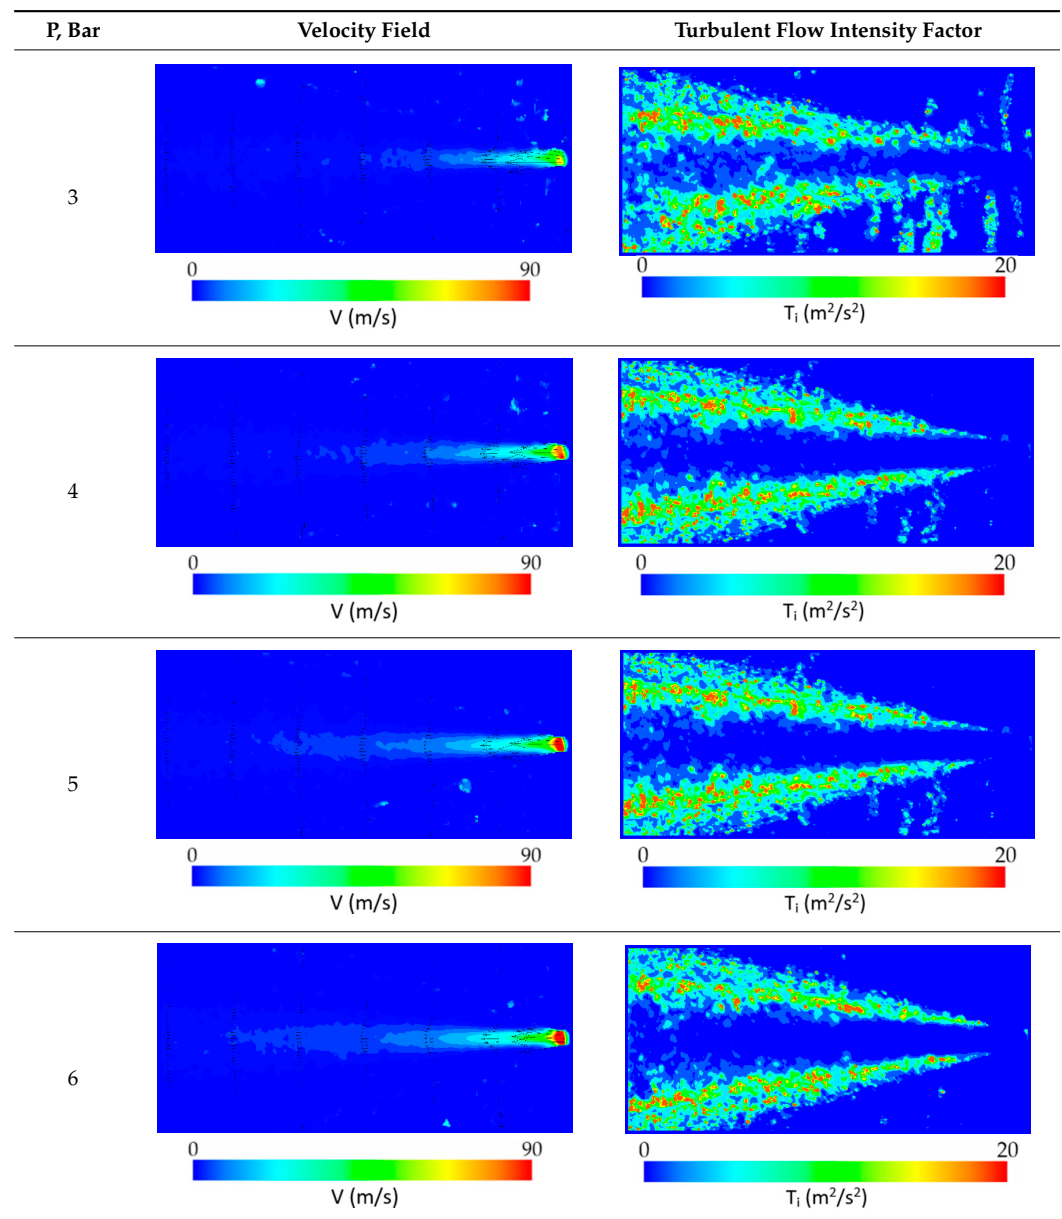 P, Bar Velocity Field Turbulent Flow Intensity Factor
3
0 90 0 20
V (m/s) Tᵢ (m²/s²)
4
0 90 0 20
V (m/s) Tᵢ (m²/s²)
5
0 90 0 20
V (m/s) Tᵢ (m²/s²)
6
0 90 0 20
V (m/s) Tᵢ (m²/s²)